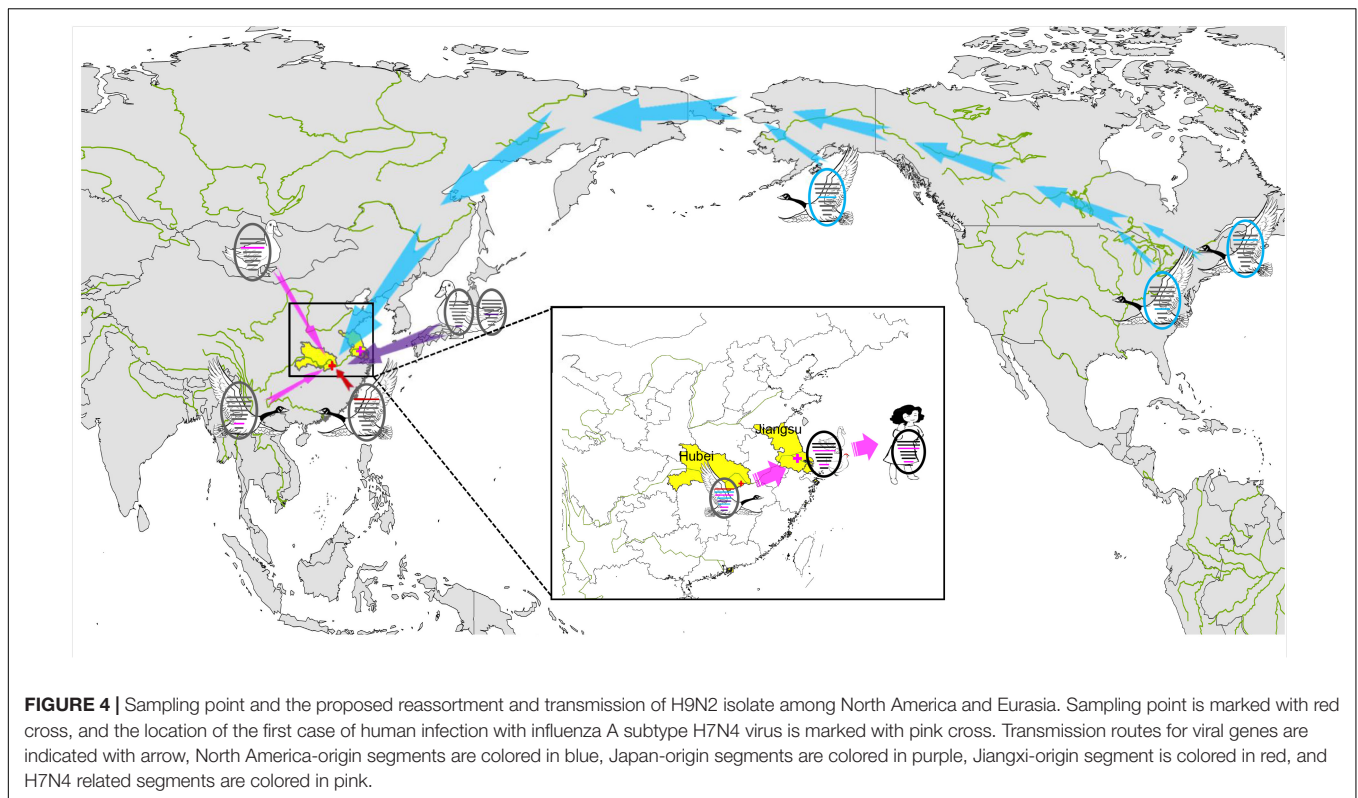 Jiangsu
Hubei
FIGURE 4 | Sampling point and the proposed reassortment and transmission of H9N2 isolate among North America and Eurasia. Sampling point is marked with red
cross, and the location of the first case of human infection with influenza A subtype H7N4 virus is marked with pink cross. Transmission routes for viral genes are
indicated with arrow, North America-origin segments are colored in blue, Japan-origin segments are colored in purple, Jiangxi-origin segment is colored in red, and
H7N4 related segments are colored in pink.